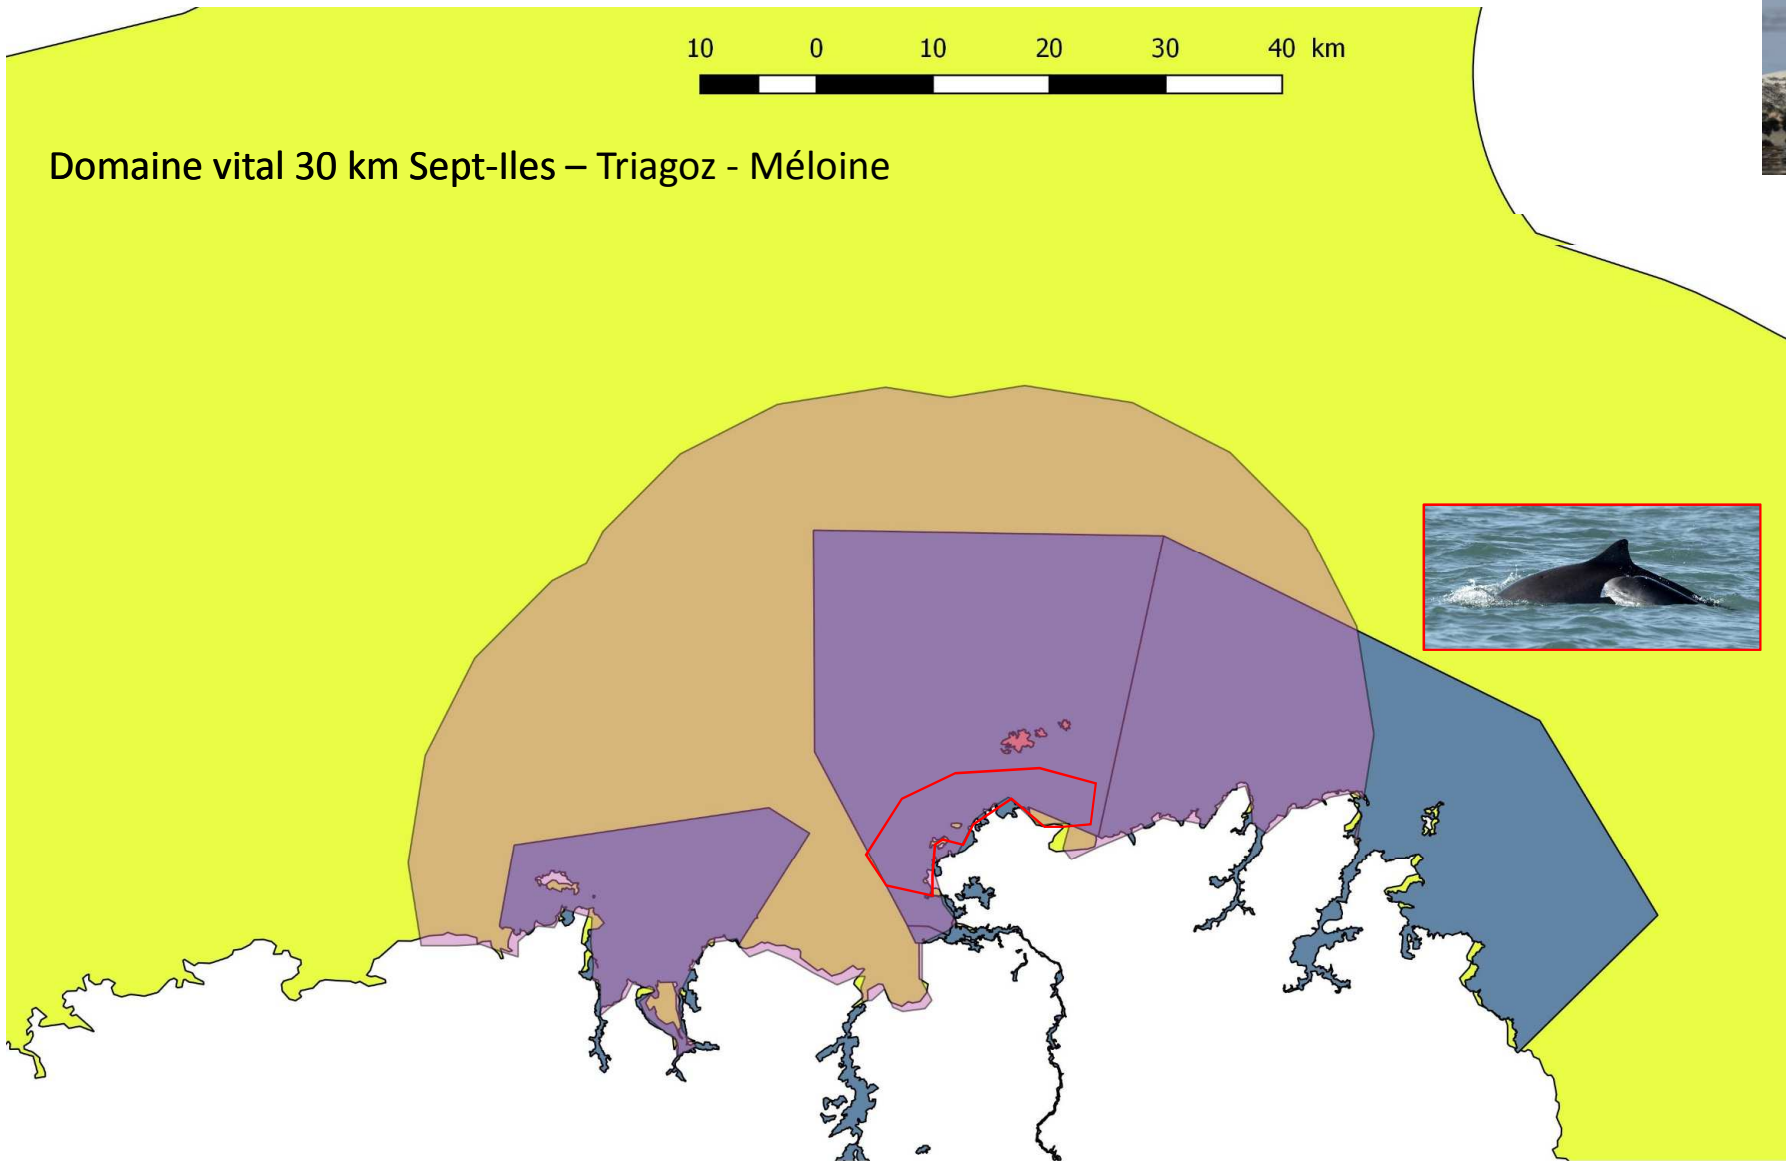 10 0 10 20 30 40 km
Domaine vital 30 km Sept-Iles – Triagoz - Méloine